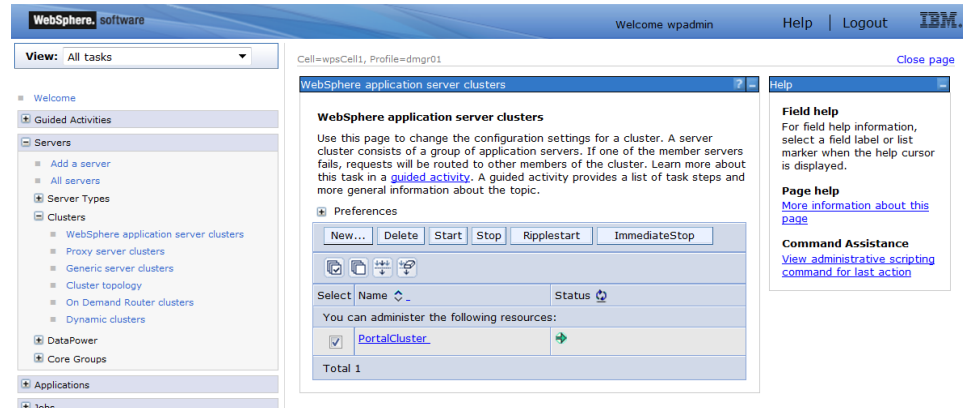 WebSphere. software
Welcome wpadmin
Help | Logout
IBM.
View: All tasks
Cell=wpsCell1, Profile=dmgr01
Close page
Welcome
Guided Activities
Servers
Add a server
All servers
Server Types
Clusters
WebSphere application server clusters
Proxy server clusters
Generic server clusters
Cluster topology
On Demand Router clusters
Dynamic clusters
DataPower
Core Groups
Applications
Jobs
WebSphere application server clusters
? -
WebSphere application server clusters
Use this page to change the configuration settings for a cluster. A server
cluster consists of a group of application servers. If one of the member servers
fails, requests will be routed to other members of the cluster. Learn more about
this task in a guided activity. A guided activity provides a list of task steps and
more general information about the topic.
Preferences
New... Delete Start Stop Ripplestart ImmediateStop
Select Name Status
You can administer the following resources:
PortalCluster
Total 1
Help
Field help
For field help information,
select a field label or list
marker when the help cursor
is displayed.
Page help
More information about this
page
Command Assistance
View administrative scripting
command for last action